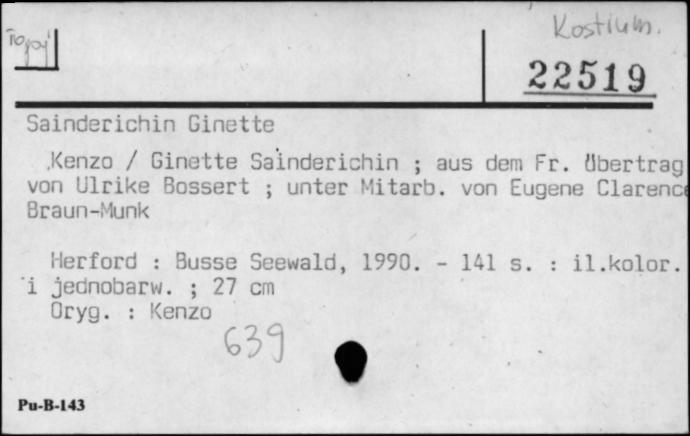 Kostium.
22519
Sainderichin Ginette
Kenzo / Ginette Sainderichin ; aus dem Fr. übertrag
von Ulrike Bossert ; unter Mitarb. von Eugene Clarence
Braun-Munk
Herford : Busse Seewald, 1990. - 141 s. : il.kolor.
i jednobarw. ; 27 cm
Oryg. : Kenzo
639
Pu-B-143